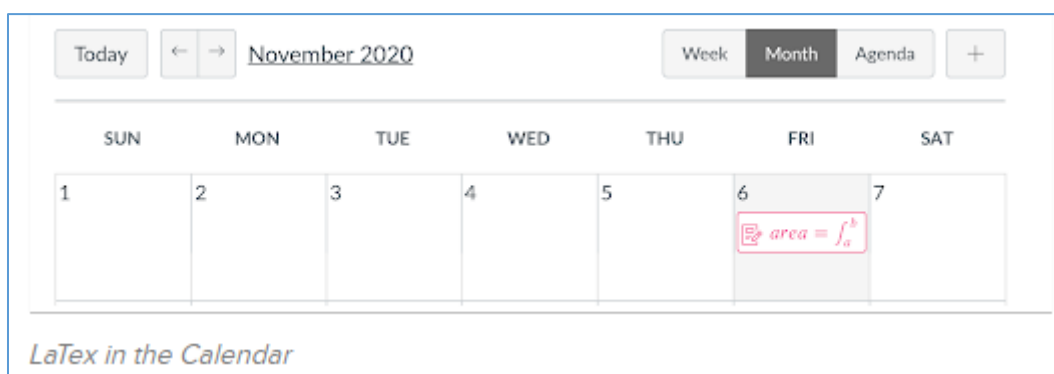 Today ← → November 2020 Week Month Agenda +
SUN MON TUE WED THU FRI SAT
1 2 3 4 5 6 7
area = ∫ₐᵇ
LaTex in the Calendar